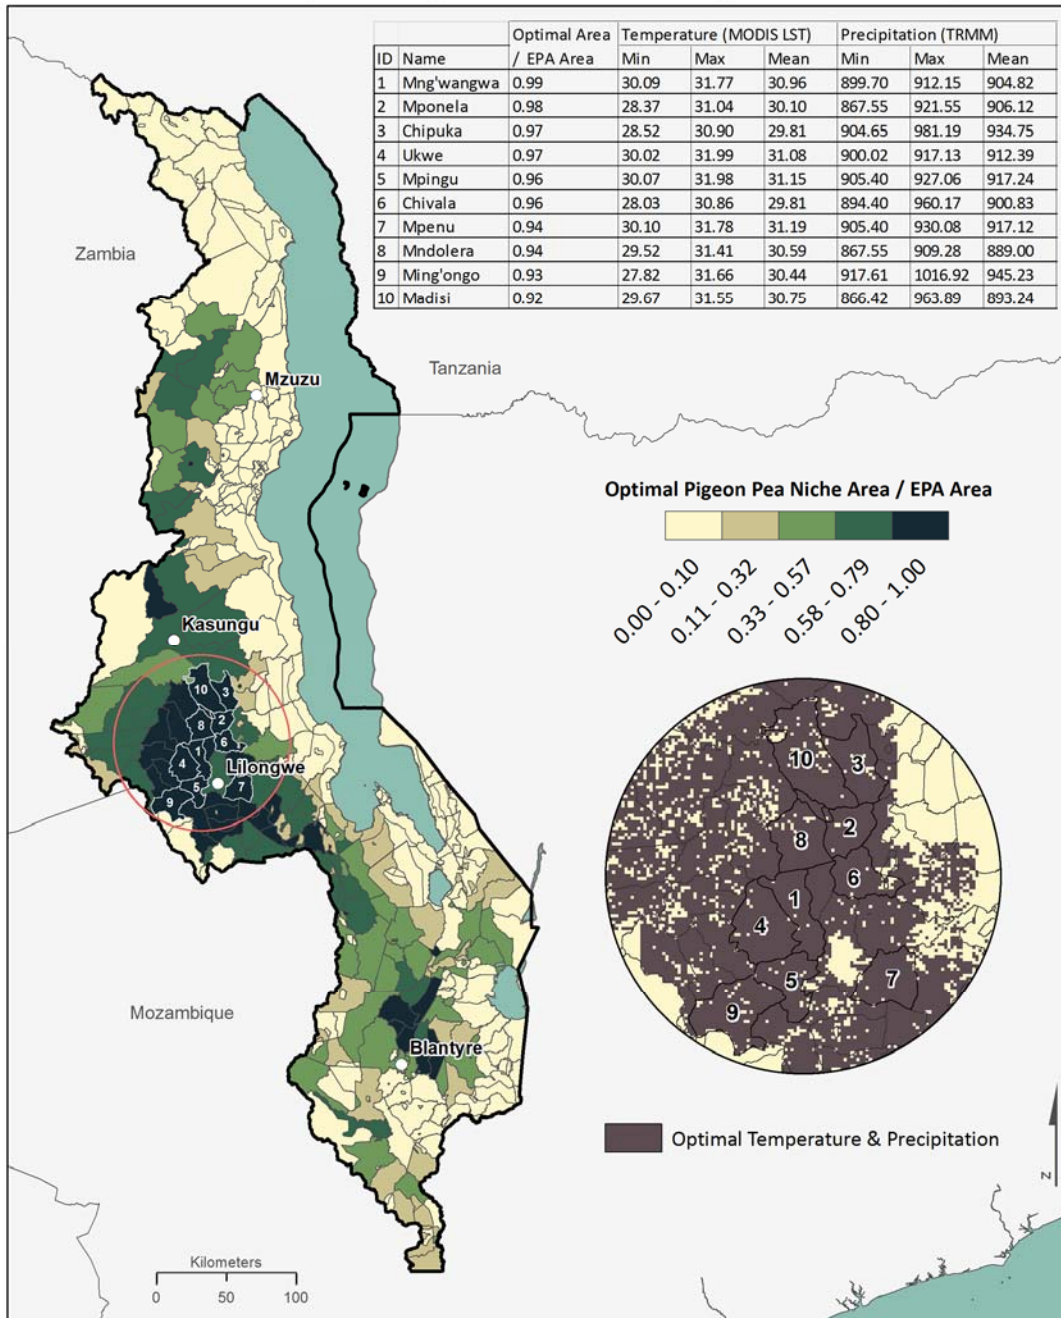 Optimal Area Temperature (MODIS LST) Precipitation (TRMM)
ID Name / EPA Area Min Max Mean Min Max Mean
1 Mng'wangwa 0.99 30.09 31.77 30.96 899.70 912.15 904.82
2 Mponela 0.98 28.37 31.04 30.10 867.55 921.55 906.12
3 Chipuka 0.97 28.52 30.90 29.81 904.65 981.19 934.75
4 Ukwe 0.97 30.02 31.99 31.08 900.02 917.13 912.39
5 Mpingu 0.96 30.07 31.98 31.15 905.40 927.06 917.24
6 Chivala 0.96 28.03 30.86 29.81 894.40 960.17 900.83
7 Mpenu 0.94 30.10 31.78 31.19 905.40 930.08 917.12
8 Mndolera 0.94 29.52 31.41 30.59 867.55 909.28 889.00
9 Ming'ongo 0.93 27.82 31.66 30.44 917.61 1016.92 945.23
10 Madisi 0.92 29.67 31.55 30.75 866.42 963.89 893.24
Zambia
Tanzania
Mzuzu
Kasungu
10
3
2
8
6
1
4
Lilongwe
5
7
9
Mozambique
Blantyre
Kilometers
0 50 100
Optimal Pigeon Pea Niche Area / EPA Area
0.00 - 0.10
0.11 - 0.32
0.33 - 0.57
0.58 - 0.79
0.80 - 1.00
10
3
2
8
6
1
4
5
7
9
Optimal Temperature & Precipitation
N